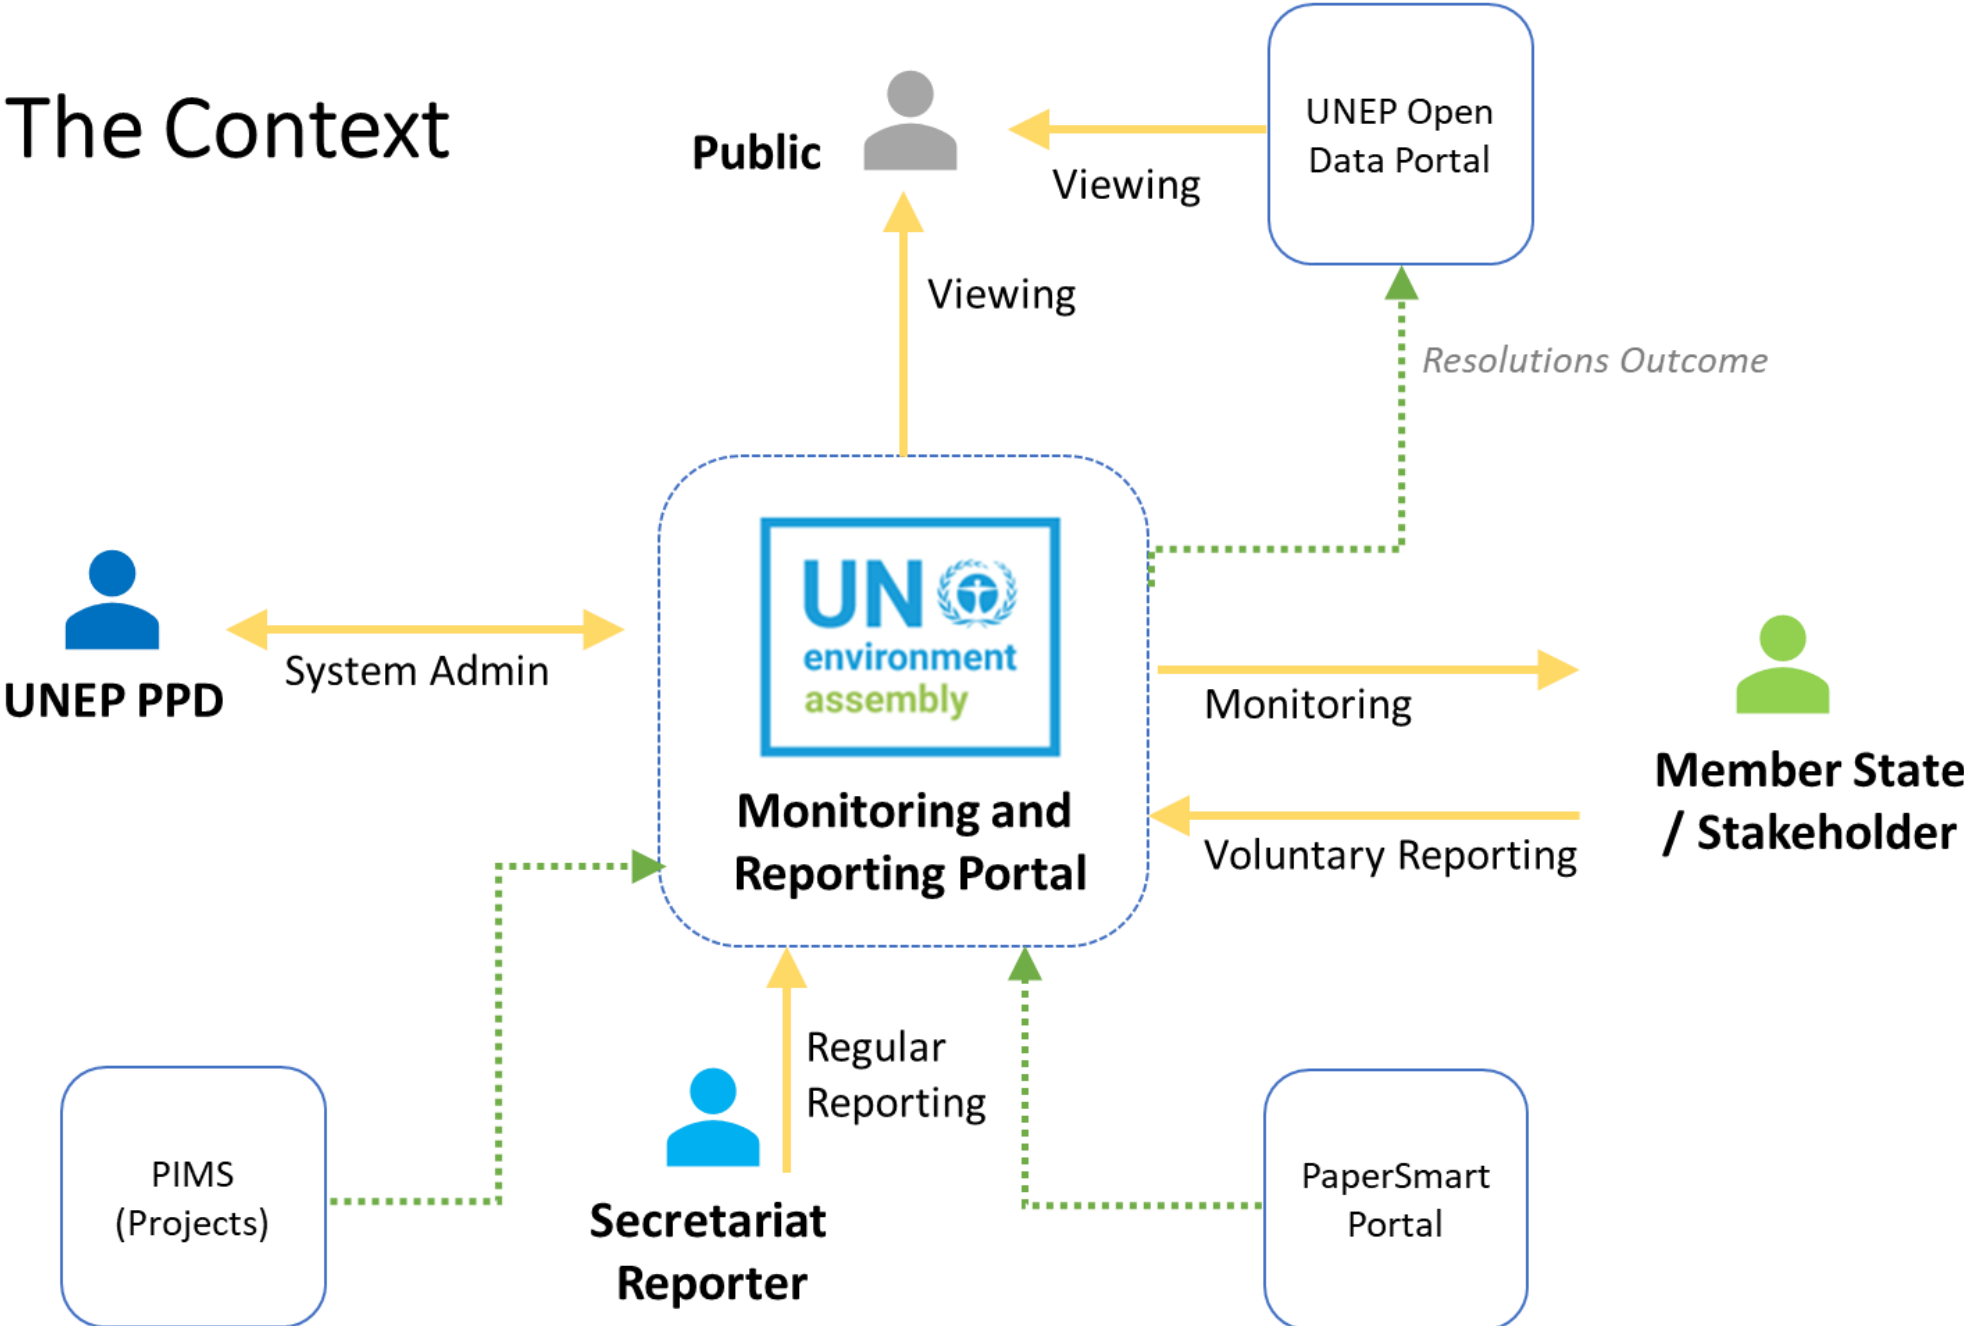 The Context
Public
Viewing
UNEP Open
Data Portal
Viewing
Resolutions Outcome
UNEP PPD
System Admin
UN
environment
assembly
Monitoring and
Reporting Portal
Monitoring
Voluntary Reporting
Member State
/ Stakeholder
PIMS
(Projects)
Regular
Reporting
Secretariat
Reporter
PaperSmart
Portal